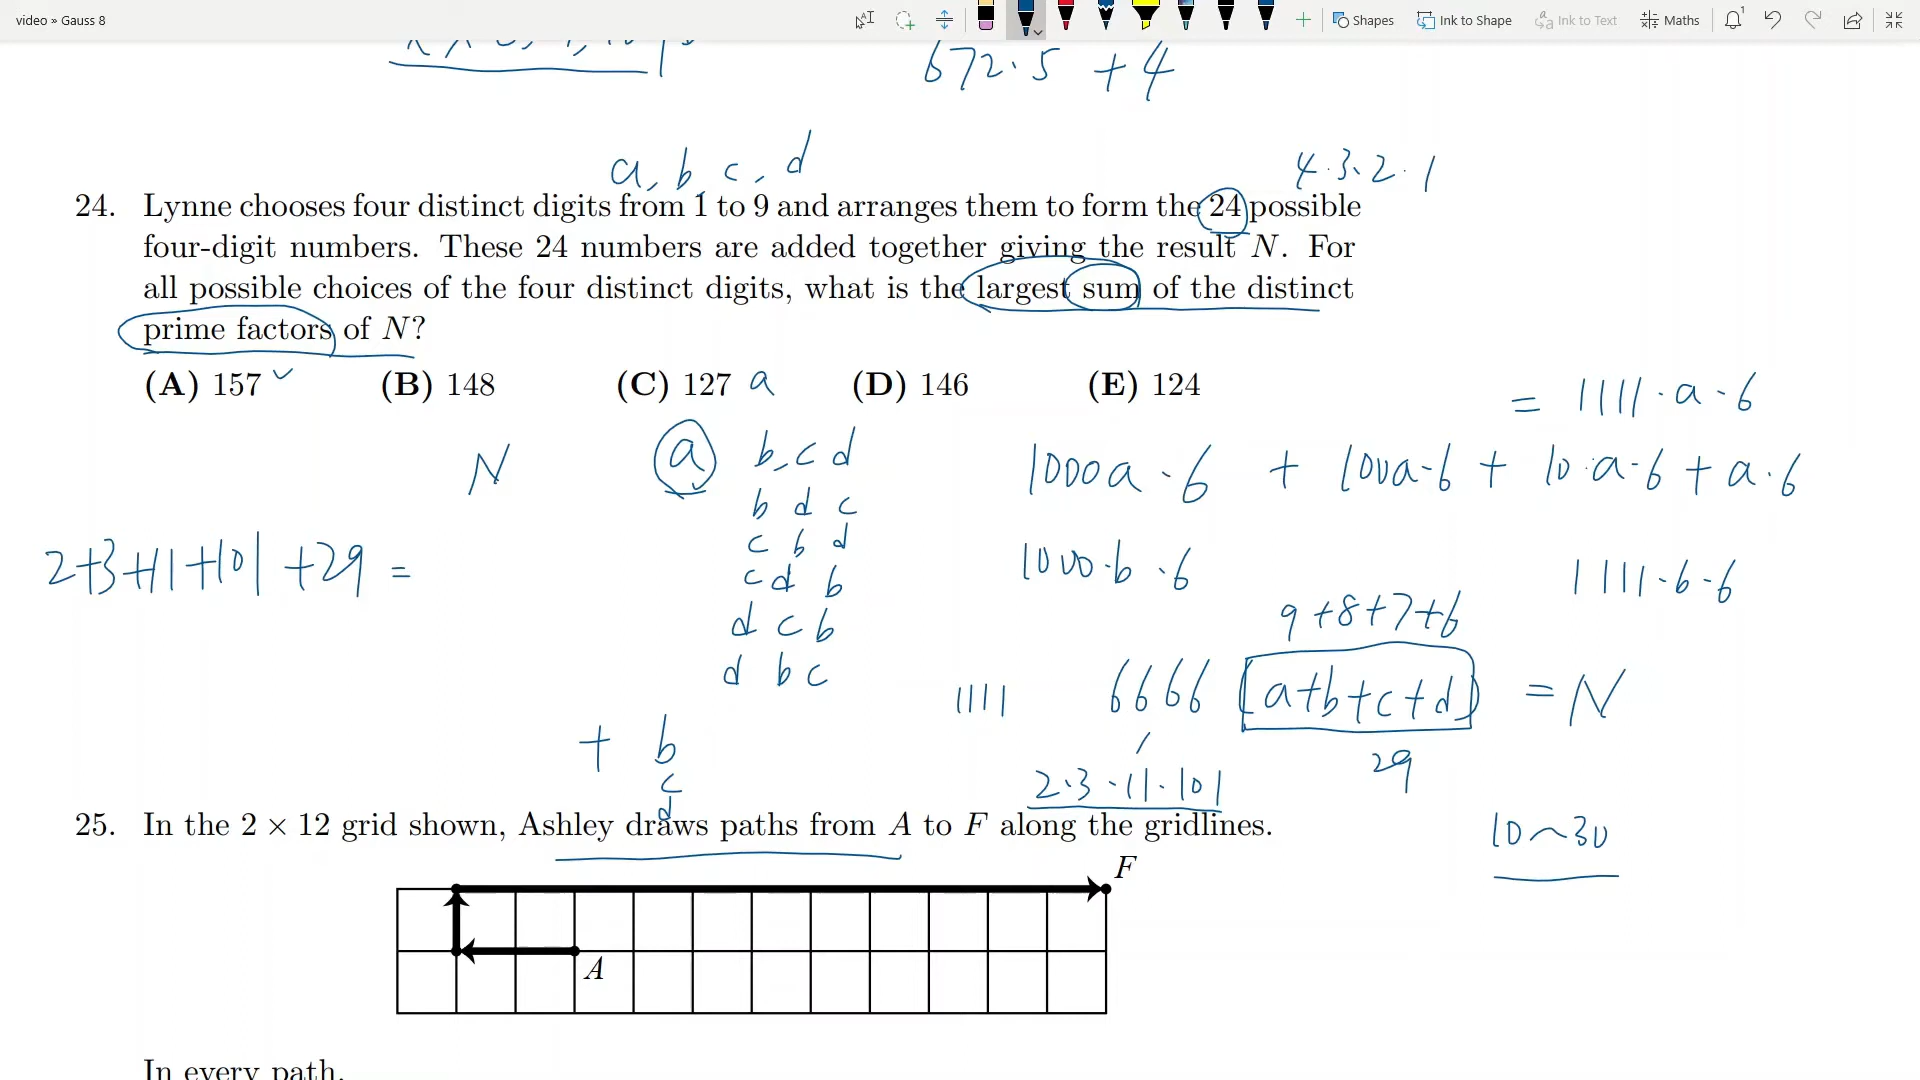 video » Gauss 8
Shapes Ink to Shape Ink to Text Maths
672·5 + 4
a, b, c, d
4·3·2·1
24. Lynne chooses four distinct digits from 1 to 9 and arranges them to form the 24 possible
four-digit numbers. These 24 numbers are added together giving the result N. For
all possible choices of the four distinct digits, what is the largest sum of the distinct
prime factors of N?
(A) 157 (B) 148 (C) 127 a (D) 146 (E) 124
= 1111·a·6
N
a b, c d
1000a·6 + 100a·6 + 10·a·6 + a·6
b d c
c b d
c d b
d c b
d b c
2+3+11+101+29=
1000·b·6
1111·b·6
9+8+7+6
1111 6666 (a+b+c+d) = N
29
+ b
c
d
2·3·11·101
10~30
25. In the 2 × 12 grid shown, Ashley draws paths from A to F along the gridlines.
F
A
In every path,